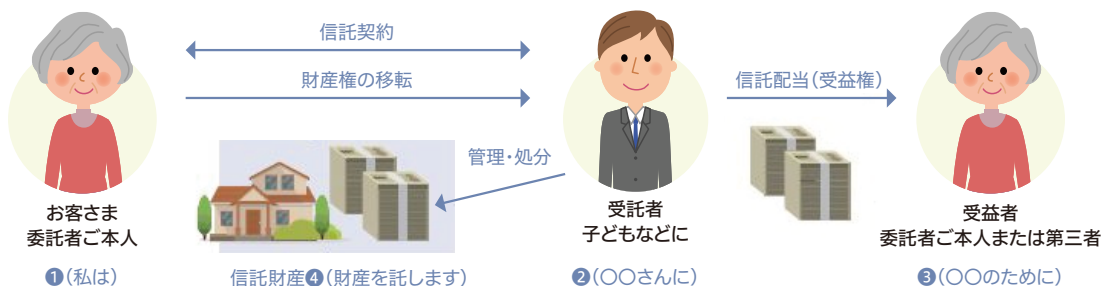 信託契約
財産権の移転
信託配当(受益権)
管理・処分
お客さま
委託者ご本人
受託者
子どもなどに
受益者
委託者ご本人または第三者
❶(私は)
信託財産❹(財産を託します)
❷(〇〇さんに)
❸(〇〇のために)